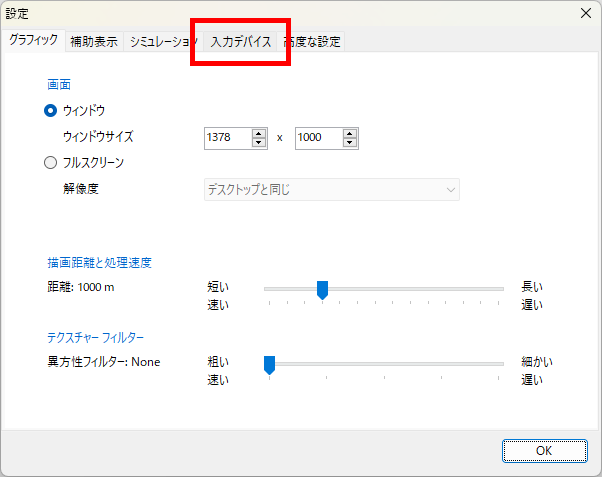 設定
グラフィック 補助表示 シミュレーション 入力デバイス 高度な設定
画面
ウィンドウ
ウィンドウサイズ 1378 x 1000
フルスクリーン
解像度 デスクトップと同じ
描画距離と処理速度
距離: 1000 m 短い 長い
速い 遅い
テクスチャー フィルター
異方性フィルター: None 粗い 細かい
速い 遅い
OK